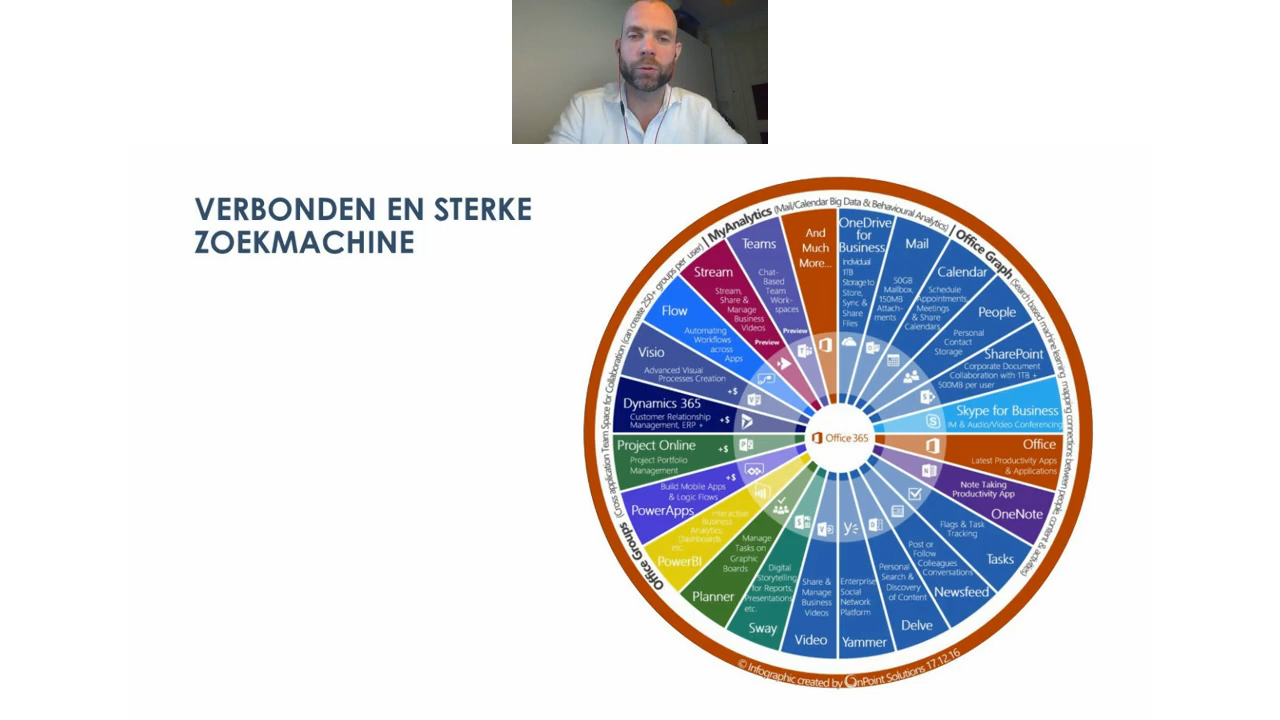 VERBONDEN EN STERKE
ZOEKMACHINE
| MyAnalytics (Mail/Calendar Big Data & Behavioural Analytics)
| Office Graph (Search based machine learning mapping connections between people, content & activities)
Office Groups (Cross application Team Space for Collaboration (can create 250+ groups per user)
And
Much
More...
OneDrive
for
Business
Individual
1TB
Storage to
Store,
Sync &
Share
Files
Mail
50GB
Mailbox,
150MB
Attach-
ments
Calendar
Schedule
Appointments,
Meetings
& Share
Calendars
People
Personal
Contact
Storage
SharePoint
Corporate Document
Collaboration with 1TB +
500MB per user
Skype for Business
IM & Audio/Video Conferencing
Office
Latest Productivity Apps
& Applications
Note Taking
Productivity App
OneNote
Flags & Task
Tracking
Tasks
Post or
Follow
Colleagues
Conversations
Newsfeed
Personal
Search &
Discovery
of Content
Delve
Enterprise
Social
Network
Platform
Yammer
Share &
Manage
Business
Videos
Video
Digital
Storytelling
for Reports,
Presentations
etc.
Sway
Manage
Tasks on
Graphic
Boards
Planner
Interactive
Business
Analytics,
Dashboards
etc.
PowerBI
+$
Build Mobile Apps
& Logic Flows
PowerApps
Project Online
+$
Project Portfolio
Management
Dynamics 365
Customer Relationship
Management, ERP +
+$
Visio
Advanced Visual
Processes Creation
+$
Flow
Automating
Workflows
across
Apps
Stream
Stream,
Share &
Manage
Business
Videos
Preview
Teams
Chat-
Based
Team
Work-
spaces
Preview
Office 365
© Infographic created by OnPoint Solutions 17.12.16